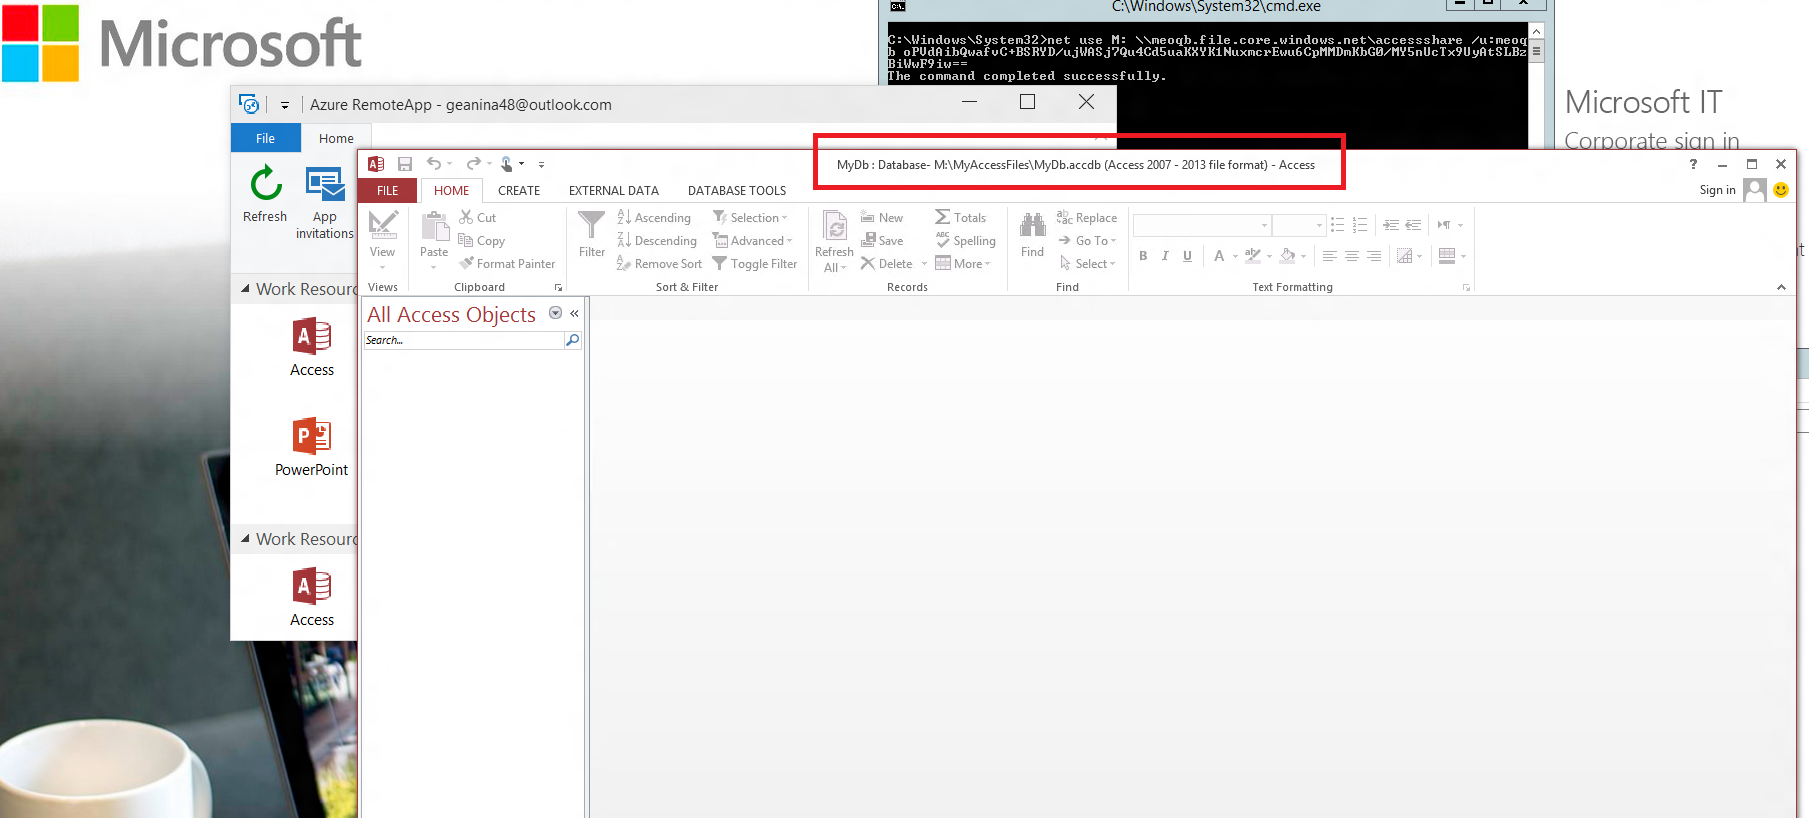 Microsoft
C:\Windows\System32\cmd.exe
C:\Windows\System32>net use M: \\meoqb.file.core.windows.net\accessshare /u:meoq
b oPVdAibQwafvC+BSRYD/ujWASj7Qu4Cd5uaKXYK1NuxmcrEwu6CpMMDmKbG0/MY5nUcTx9UyAtSLBz
BiWwF9iw==
The command completed successfully.
Microsoft IT
Corporate sign in
Azure RemoteApp - geanina48@outlook.com
File Home
Refresh
App
invitations
Work Resourc
Access
PowerPoint
Work Resourc
Access
MyDb : Database- M:\MyAccessFiles\MyDb.accdb (Access 2007 - 2013 file format) - Access
?
FILE HOME CREATE EXTERNAL DATA DATABASE TOOLS
Sign in
View
Views
Paste
Cut
Copy
Format Painter
Clipboard
Filter
Ascending
Descending
Remove Sort
Selection
Advanced
Toggle Filter
Sort & Filter
Refresh
All
New
Save
Delete
Totals
Spelling
More
Records
Find
Replace
Go To
Select
Find
B I U A
Text Formatting
All Access Objects
Search...